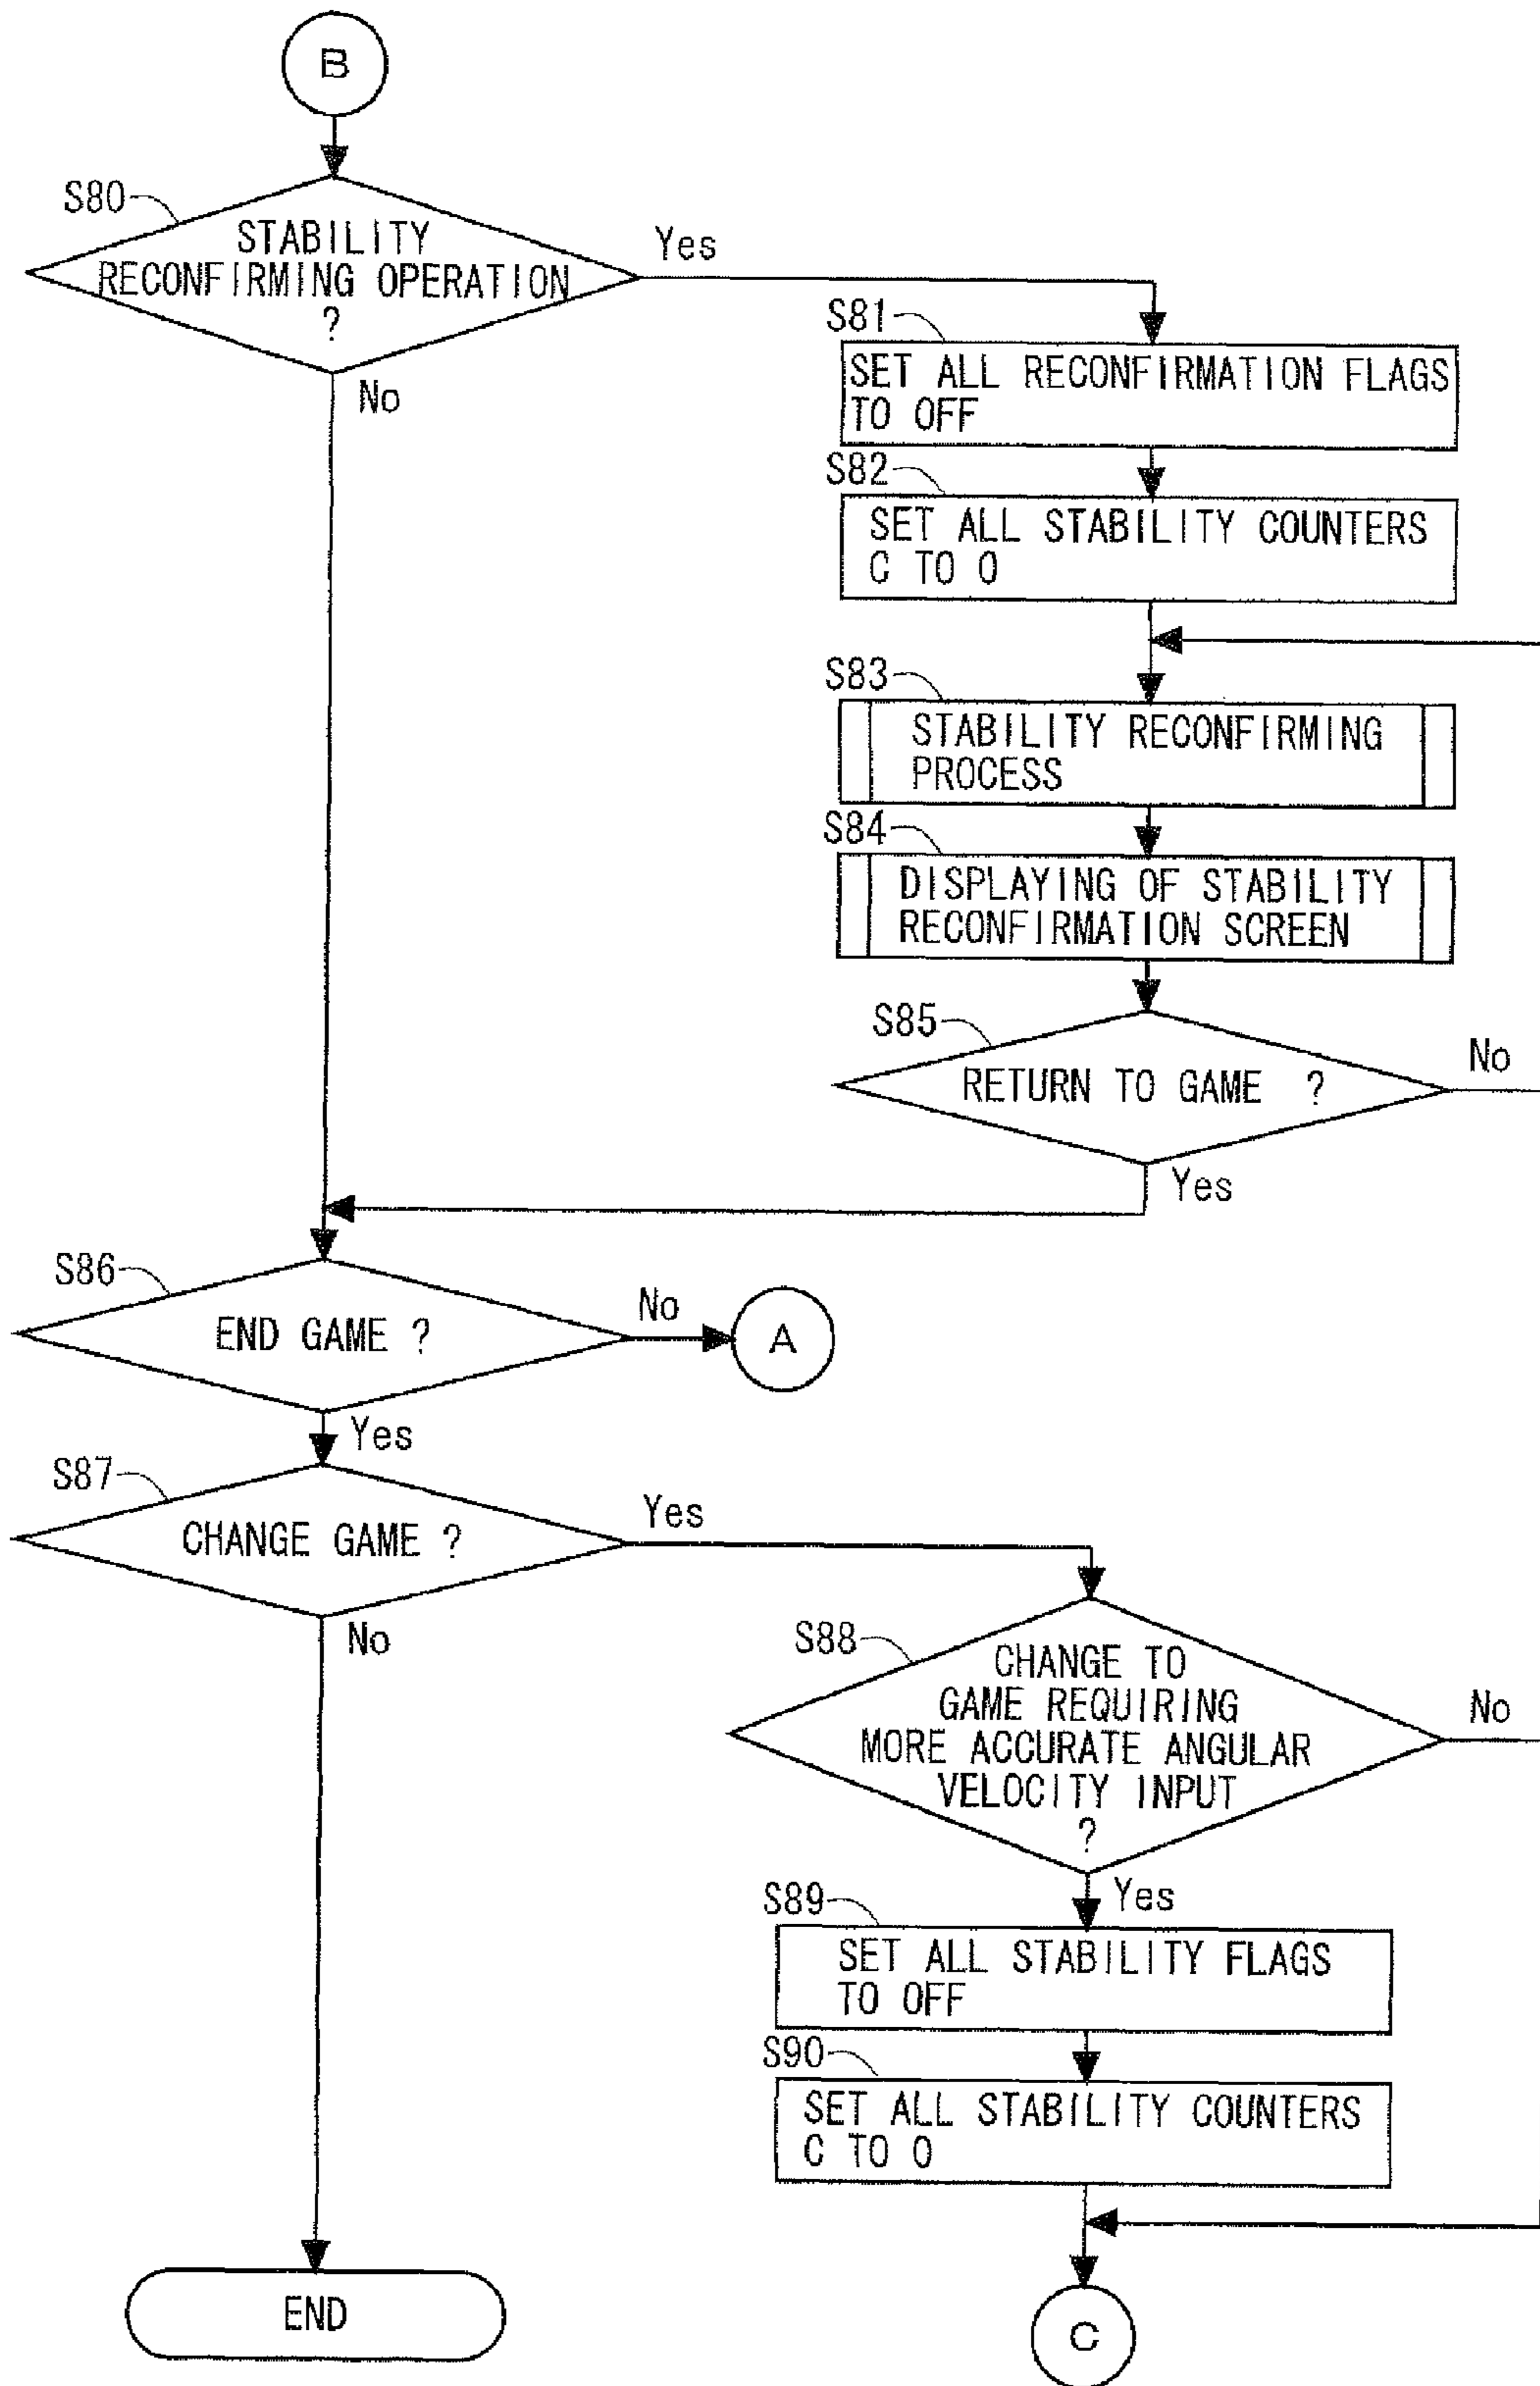 B
S80
STABILITY
RECONFIRMING OPERATION
?
Yes
No
S81
SET ALL RECONFIRMATION FLAGS
TO OFF
S82
SET ALL STABILITY COUNTERS
C TO 0
S83
STABILITY RECONFIRMING
PROCESS
S84
DISPLAYING OF STABILITY
RECONFIRMATION SCREEN
S85
RETURN TO GAME ?
No
Yes
S86
END GAME ?
No
A
Yes
S87
CHANGE GAME ?
Yes
No
S88
CHANGE TO
GAME REQUIRING
MORE ACCURATE ANGULAR
VELOCITY INPUT
?
No
Yes
S89
SET ALL STABILITY FLAGS
TO OFF
S90
SET ALL STABILITY COUNTERS
C TO 0
END
C